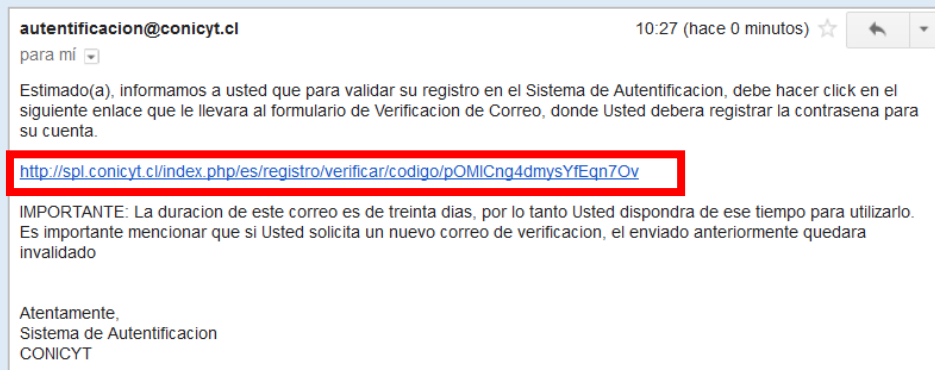 autentificacion@conicyt.cl 10:27 (hace 0 minutos)
para mí
Estimado(a), informamos a usted que para validar su registro en el Sistema de Autentificacion, debe hacer click en el
siguiente enlace que le llevara al formulario de Verificacion de Correo, donde Usted debera registrar la contrasena para
su cuenta.
http://spl.conicyt.cl/index.php/es/registro/verificar/codigo/pOMlCng4dmysYfEqn7Ov
IMPORTANTE: La duracion de este correo es de treinta dias, por lo tanto Usted dispondra de ese tiempo para utilizarlo.
Es importante mencionar que si Usted solicita un nuevo correo de verificacion, el enviado anteriormente quedara
invalidado
Atentamente,
Sistema de Autentificacion
CONICYT